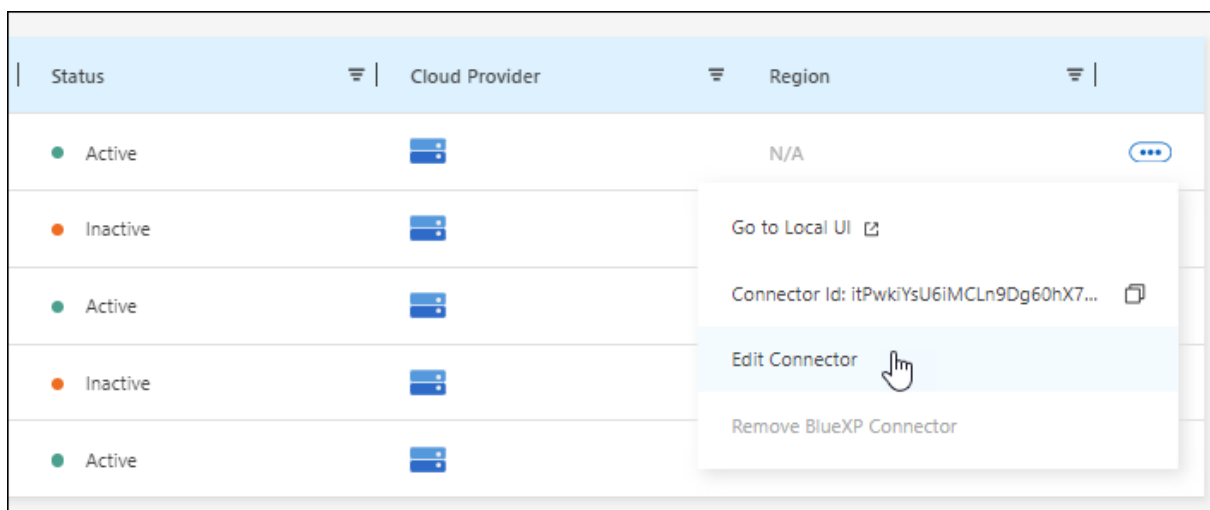 Status Cloud Provider Region
Active N/A
Inactive
Go to Local UI
Connector Id: itPwkiYsU6iMCLn9Dg60hX7...
Active
Edit Connector
Inactive
Remove BlueXP Connector
Active